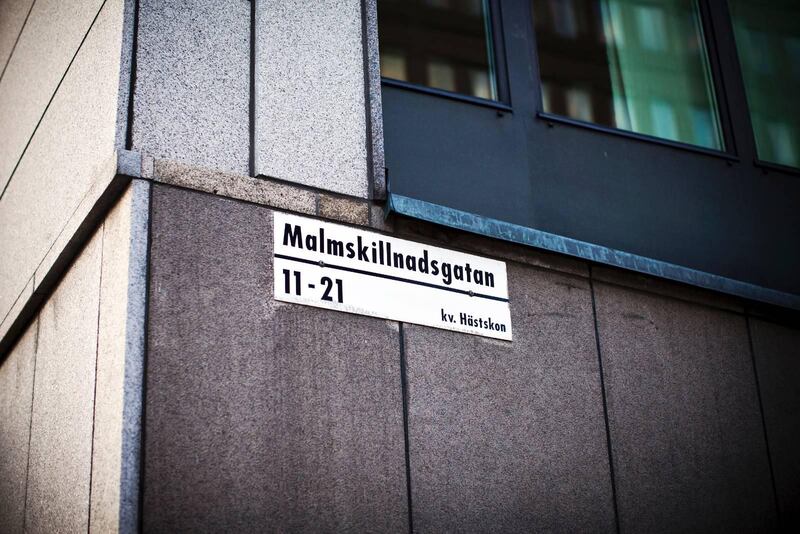 Malmskillnadsgatan
11-21
kv. Hästskon